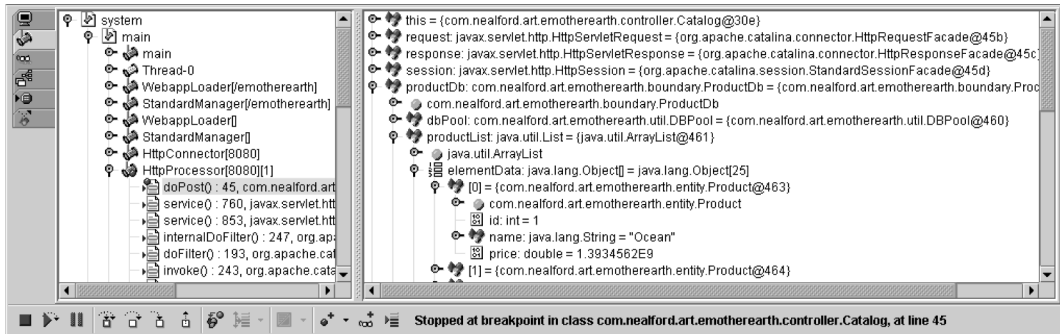 system
main
main
Thread-0
WebappLoader[/emotherearth]
StandardManager[/emotherearth]
WebappLoader[]
StandardManager[]
HttpConnector[8080]
HttpProcessor[8080][1]
doPost() : 45, com.nealford.art
service() : 760, javax.servlet.htt
service() : 853, javax.servlet.htt
internalDoFilter() : 247, org.apa
doFilter() : 193, org.apache.cat
invoke() : 243, org.apache.cata
this = {com.nealford.art.emotherearth.controller.Catalog@30e}
request: javax.servlet.http.HttpServletRequest = {org.apache.catalina.connector.HttpRequestFacade@45b}
response: javax.servlet.http.HttpServletResponse = {org.apache.catalina.connector.HttpResponseFacade@45c}
session: javax.servlet.http.HttpSession = {org.apache.catalina.session.StandardSessionFacade@45d}
productDb: com.nealford.art.emotherearth.boundary.ProductDb = {com.nealford.art.emotherearth.boundary.Proc
com.nealford.art.emotherearth.boundary.ProductDb
dbPool: com.nealford.art.emotherearth.util.DBPool = {com.nealford.art.emotherearth.util.DBPool@460}
productList: java.util.List = {java.util.ArrayList@461}
java.util.ArrayList
elementData: java.lang.Object[] = java.lang.Object[25]
[0] = {com.nealford.art.emotherearth.entity.Product@463}
com.nealford.art.emotherearth.entity.Product
id: int = 1
name: java.lang.String = "Ocean"
price: double = 1.3934562E9
[1] = {com.nealford.art.emotherearth.entity.Product@464}
Stopped at breakpoint in class com.nealford.art.emotherearth.controller.Catalog, at line 45